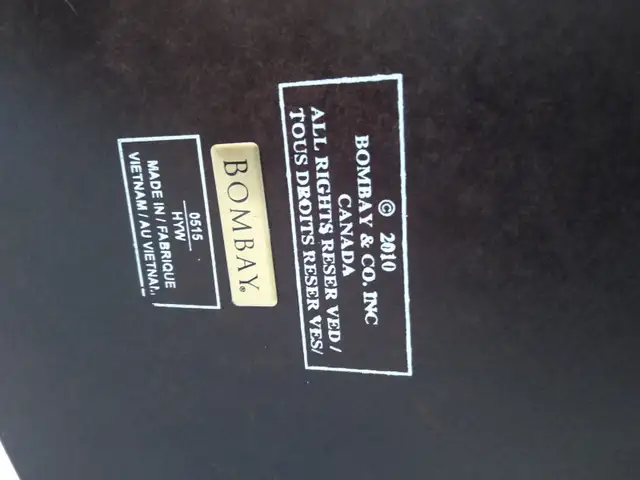 © 2010
BOMBAY & CO. INC
CANADA
ALL RIGHTS RESER VED /
TOUS DROITS RESER VES/
BOMBAY®
0515
HYW
MADE IN / FABRIQUE
VIETNAM / AU VIETNAM